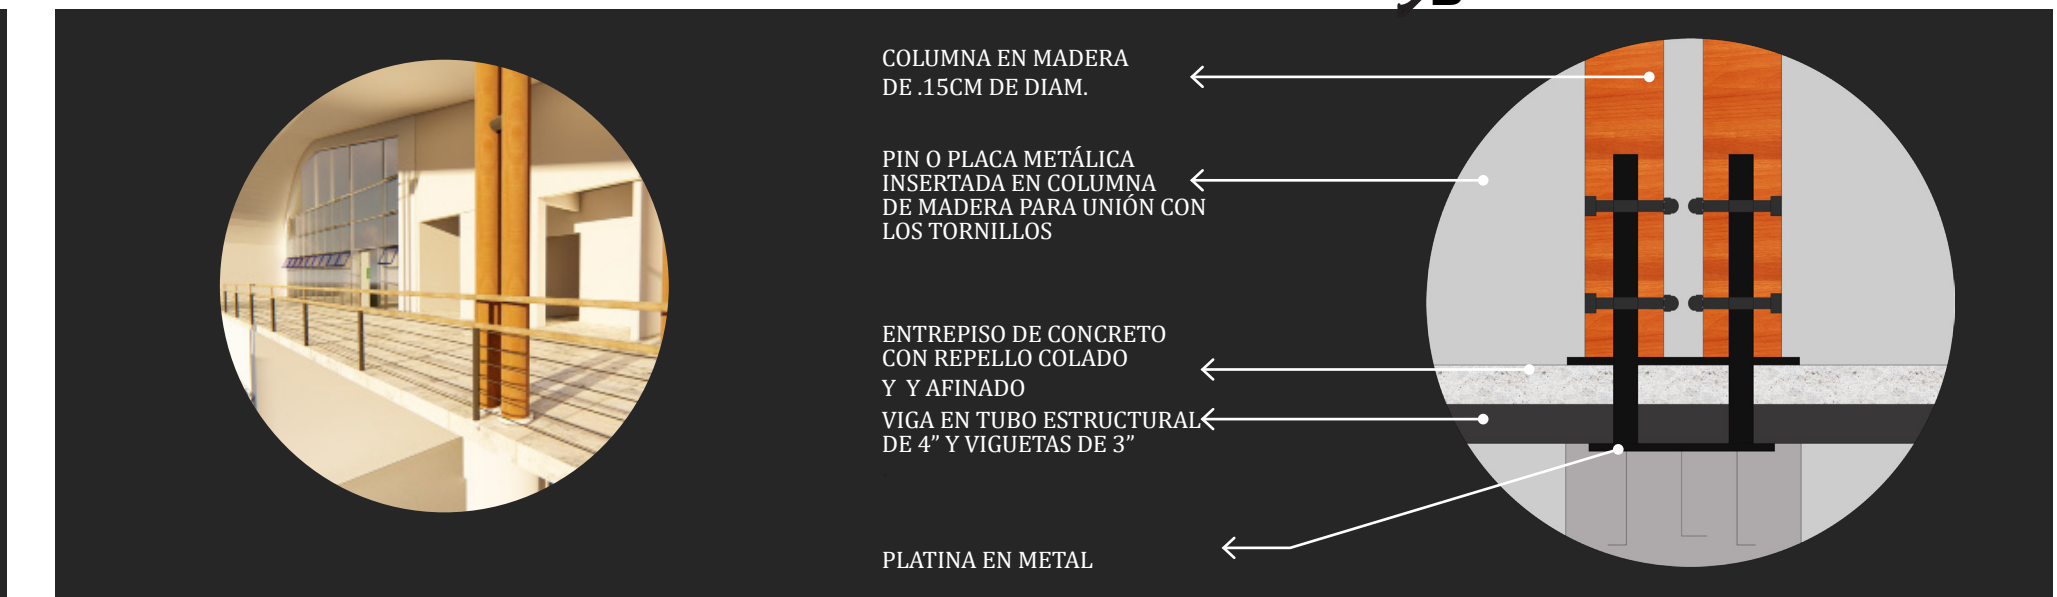 COLUMNA EN MADERA
DE .15CM DE DIAM.
PIN O PLACA METÁLICA
INSERTADA EN COLUMNA
DE MADERA PARA UNIÓN CON
LOS TORNILLOS
ENTREPISO DE CONCRETO
CON REPELLO COLADO
Y Y AFINADO
VIGA EN TUBO ESTRUCTURAL
DE 4” Y VIGUETAS DE 3”
PLATINA EN METAL